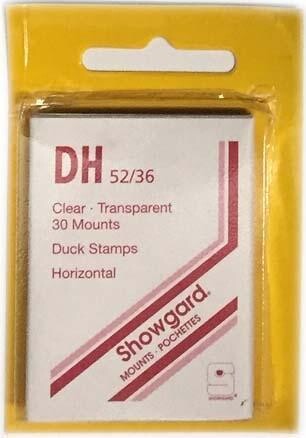 DH 52/36
Clear · Transparent
30 Mounts
Duck Stamps
Horizontal
Showgard®
MOUNTS · POCHETTES